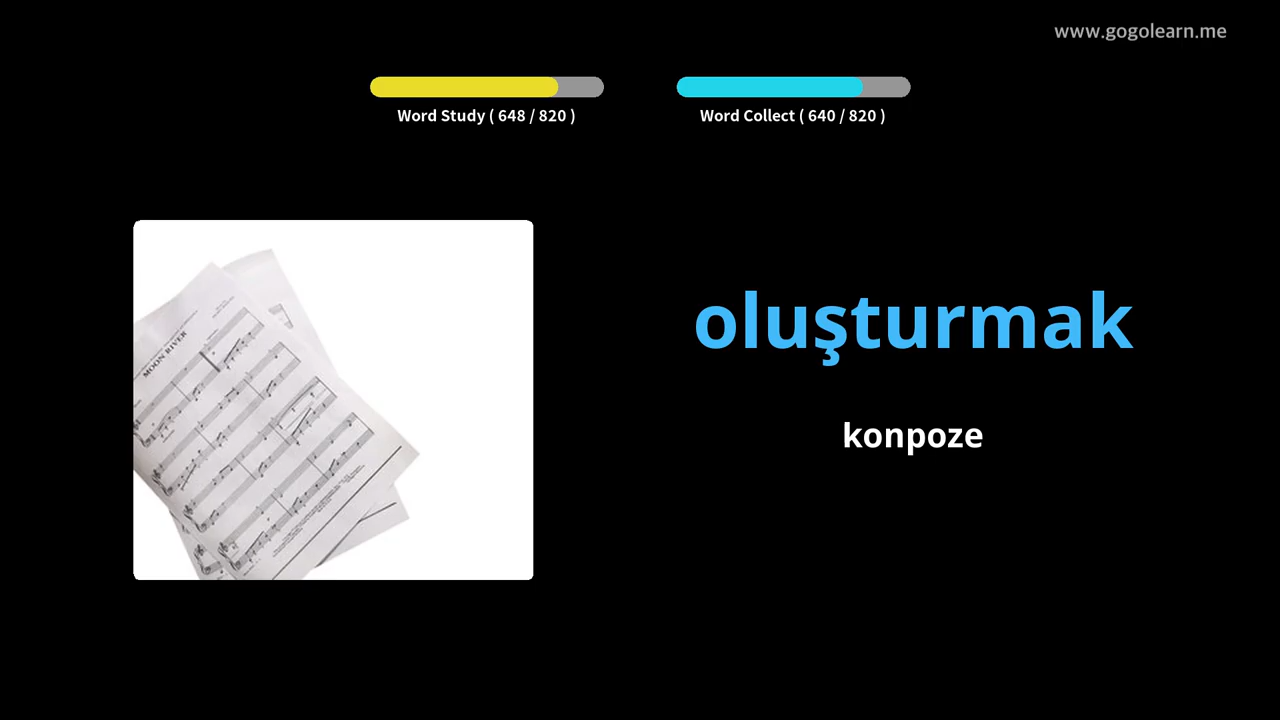 www.gogolearn.me
Word Study ( 648 / 820 )
Word Collect ( 640 / 820 )
MOON RIVER
oluşturmak
konpoze